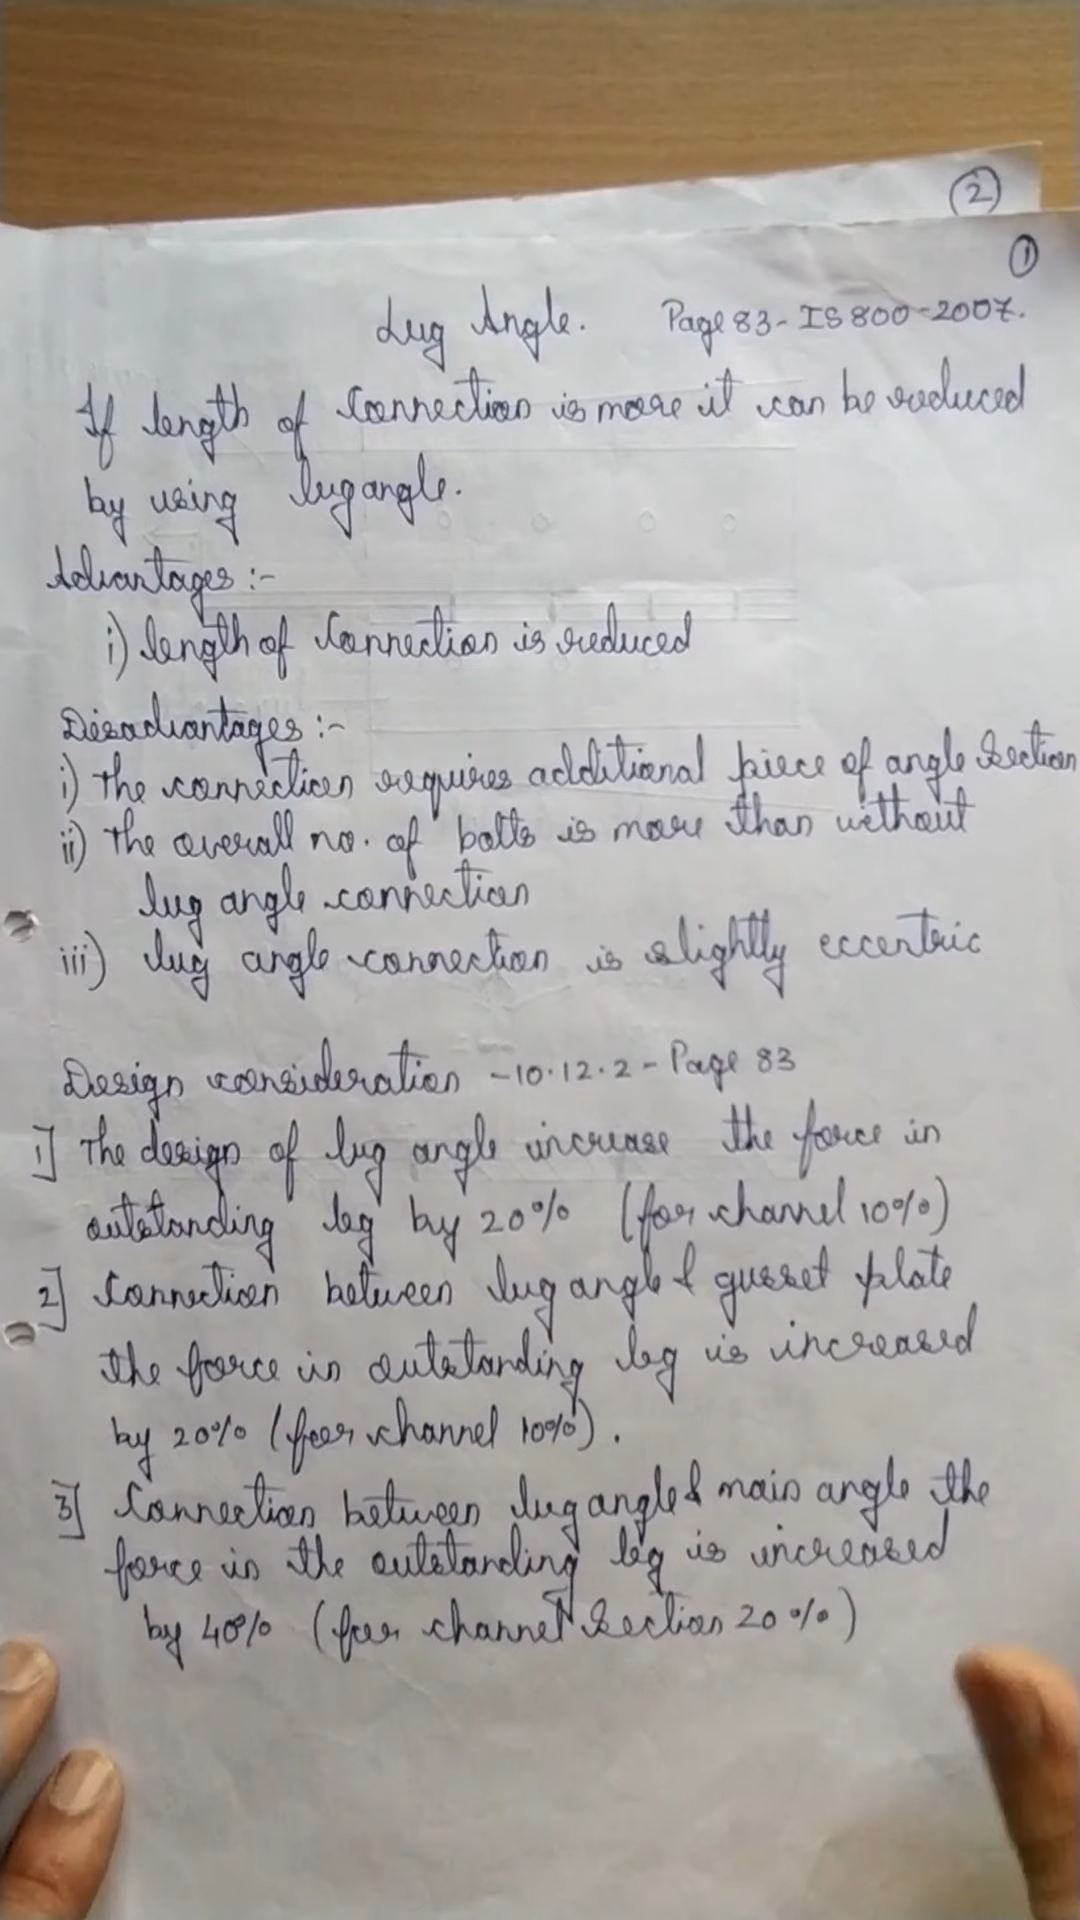 2
1
Lug Angle. Page 83 - IS 800-2007.
If length of connection is more it can be reduced
by using lug angle.
Advantages :-
i) length of connection is reduced
Disadvantages :-
i) The connection requires additional piece of angle section
ii) The overall no. of bolts is more than without
lug angle connection
iii) lug angle connection is slightly eccentric
Design consideration - 10.12.2 - Page 83
1] The design of lug angle increase the force in
outstanding leg by 20% (for channel 10%)
2] Connection between lug angle & gusset plate
the force in outstanding leg is increased
by 20% (for channel 10%).
3] Connection between lug angle & main angle the
force in the outstanding leg is increased
by 40% (for channel section 20%)